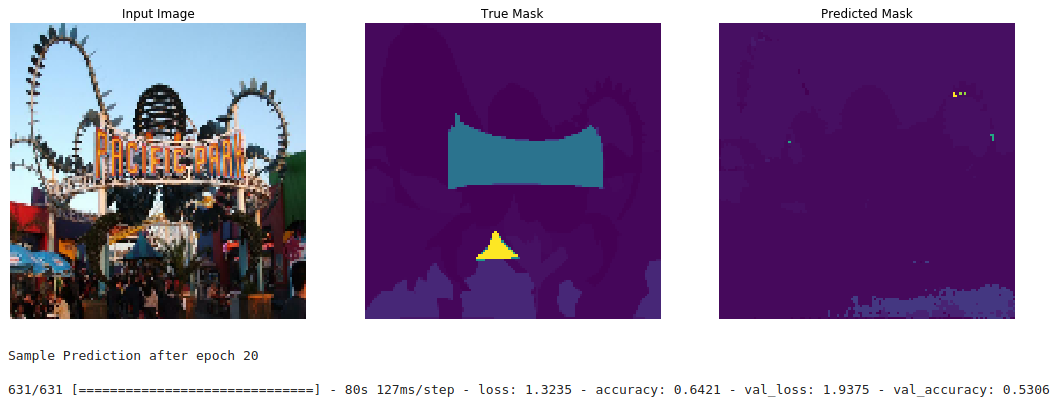 Input Image
True Mask
Predicted Mask
PACIFIC PARK
Sample Prediction after epoch 20
631/631 [==============================] - 80s 127ms/step - loss: 1.3235 - accuracy: 0.6421 - val_loss: 1.9375 - val_accuracy: 0.5306